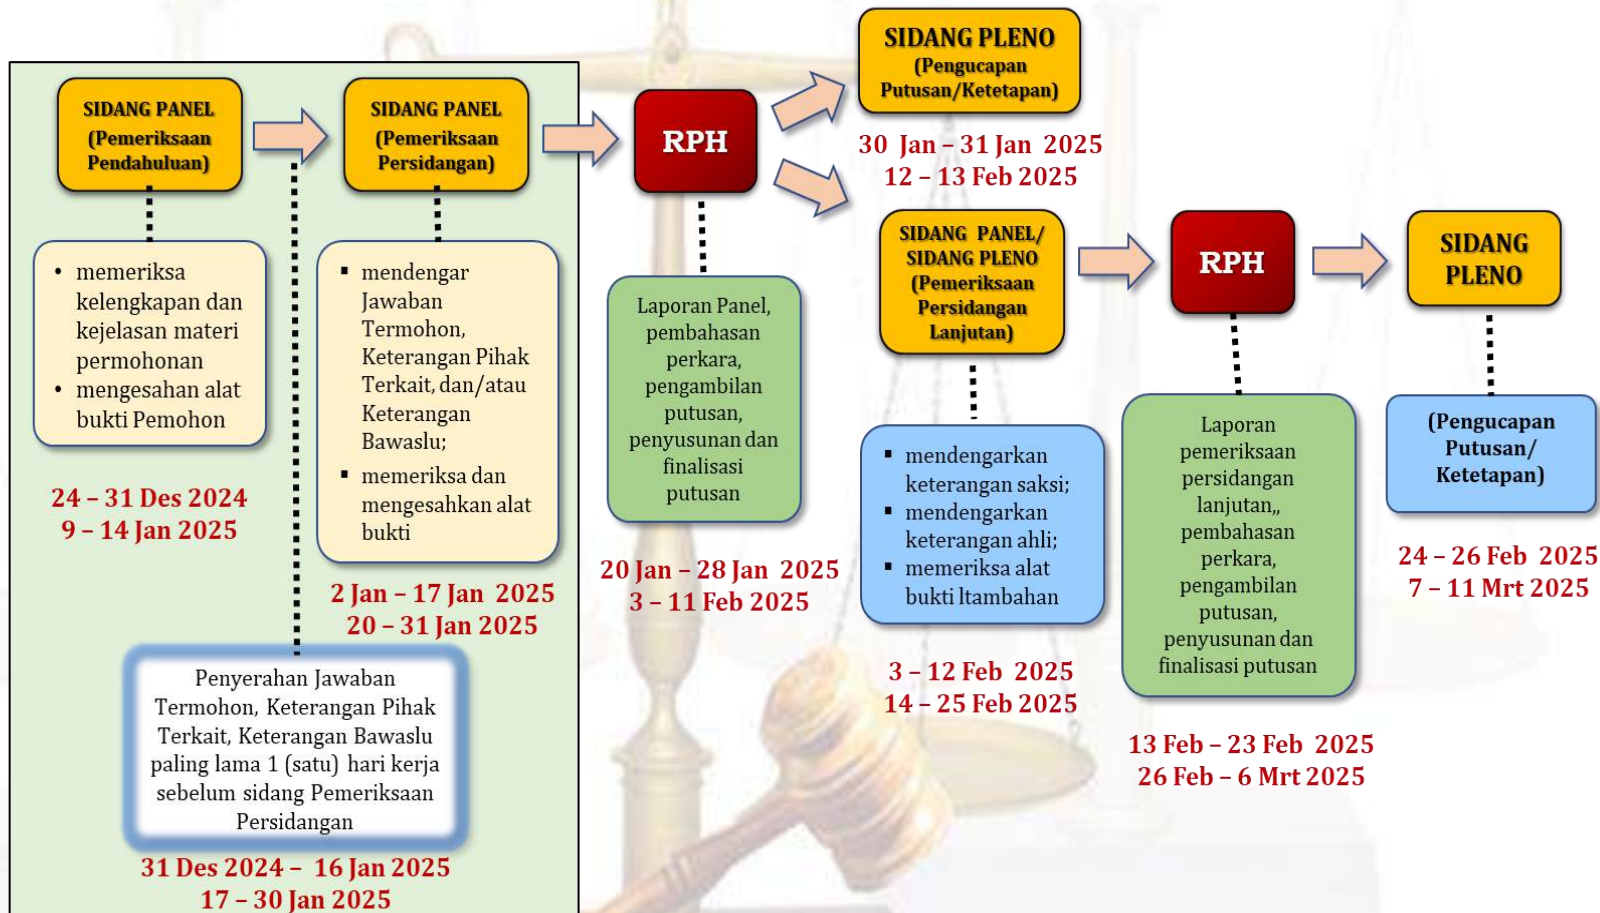 SIDANG PANEL
(Pemeriksaan
Pendahuluan)
• memeriksa
kelengkapan dan
kejelasan materi
permohonan
• mengesahan alat
bukti Pemohon
24 – 31 Des 2024
9 – 14 Jan 2025
Penyerahan Jawaban
Termohon, Keterangan Pihak
Terkait, Keterangan Bawaslu
paling lama 1 (satu) hari kerja
sebelum sidang Pemeriksaan
Persidangan
31 Des 2024 – 16 Jan 2025
17 – 30 Jan 2025
SIDANG PANEL
(Pemeriksaan
Persidangan)
▪ mendengar
Jawaban
Termohon,
Keterangan Pihak
Terkait, dan/atau
Keterangan
Bawaslu;
▪ memeriksa dan
mengesahkan alat
bukti
2 Jan – 17 Jan 2025
20 – 31 Jan 2025
RPH
Laporan Panel,
pembahasan
perkara,
pengambilan
putusan,
penyusunan dan
finalisasi
putusan
20 Jan – 28 Jan 2025
3 – 11 Feb 2025
SIDANG PLENO
(Pengucapan
Putusan/Ketetapan)
30 Jan – 31 Jan 2025
12 – 13 Feb 2025
SIDANG PANEL/
SIDANG PLENO
(Pemeriksaan
Persidangan
Lanjutan)
▪ mendengarkan
keterangan saksi;
▪ mendengarkan
keterangan ahli;
▪ memeriksa alat
bukti ltambahan
3 – 12 Feb 2025
14 – 25 Feb 2025
RPH
Laporan
pemeriksaan
persidangan
lanjutan,,
pembahasan
perkara,
pengambilan
putusan,
penyusunan dan
finalisasi putusan
13 Feb – 23 Feb 2025
26 Feb – 6 Mrt 2025
SIDANG
PLENO
(Pengucapan
Putusan/
Ketetapan)
24 – 26 Feb 2025
7 – 11 Mrt 2025